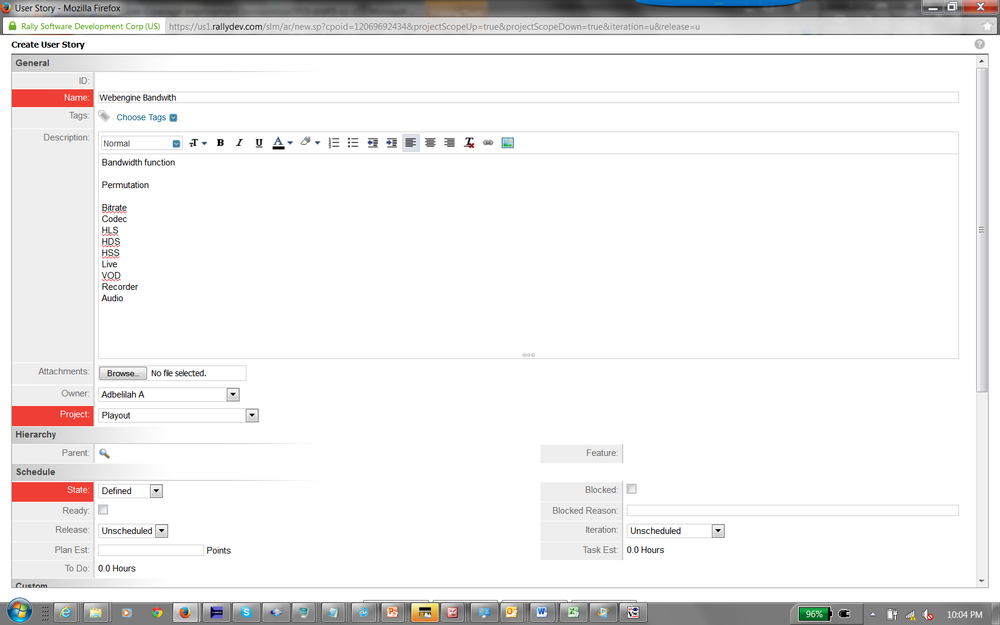 User Story - Mozilla Firefox
Rally Software Development Corp (US) https://us1.rallydev.com/slm/ar/new.sp?cpoid=12069692434&projectScopeUp=true&projectScopeDown=true&iteration=u&release=u
Create User Story
General
ID:
Name: Webengine Bandwith
Tags: Choose Tags
Description:
Normal
Bandwidth function
Permutation
Bitrate
Codec
HLS
HDS
HSS
Live
VOD
Recorder
Audio
Attachments: Browse... No file selected.
Owner: Adbelilah A
Project: Playout
Hierarchy
Parent: Feature:
Schedule
State: Defined Blocked:
Ready: Blocked Reason:
Release: Unscheduled Iteration: Unscheduled
Plan Est: Points Task Est: 0.0 Hours
To Do: 0.0 Hours
Custom
96% 10:04 PM